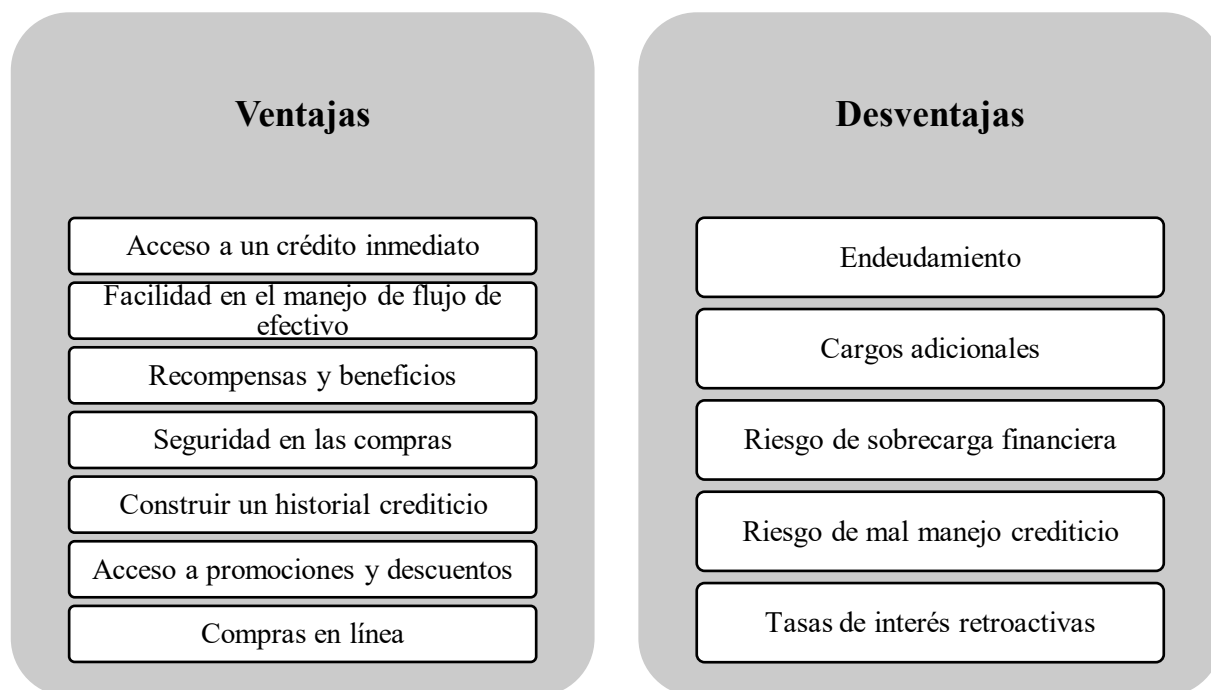 Ventajas
Acceso a un crédito inmediato
Facilidad en el manejo de flujo de
efectivo
Recompensas y beneficios
Seguridad en las compras
Construir un historial crediticio
Acceso a promociones y descuentos
Compras en línea
Desventajas
Endeudamiento
Cargos adicionales
Riesgo de sobrecarga financiera
Riesgo de mal manejo crediticio
Tasas de interés retroactivas